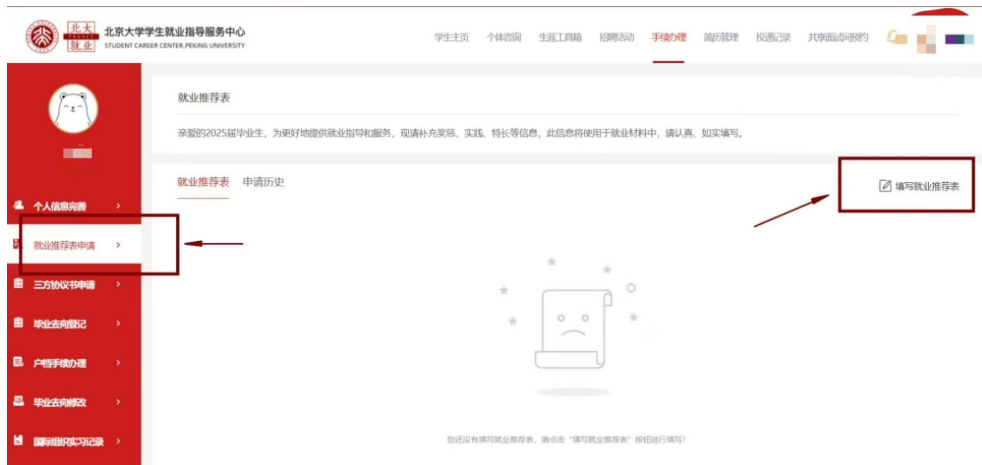 北大
就业
北京大学学生就业指导服务中心
STUDENT CAREER CENTER, PEKING UNIVERSITY
学生主页 个体咨询 生涯工具箱 招聘活动 手续办理 简历管理 投递记录 共享面试间预约
就业推荐表
亲爱的2025届毕业生，为更好地提供就业指导和服务，现请补充奖惩、实践、特长等信息，此信息将使用于就业材料中，请认真、如实填写。
就业推荐表 申请历史
填写就业推荐表
个人信息完善
就业推荐表申请
三方协议书申请
毕业去向登记
户档手续办理
毕业去向修改
国际组织实习记录
您还没有填写就业推荐表，请点击“填写就业推荐表”按钮进行填写！